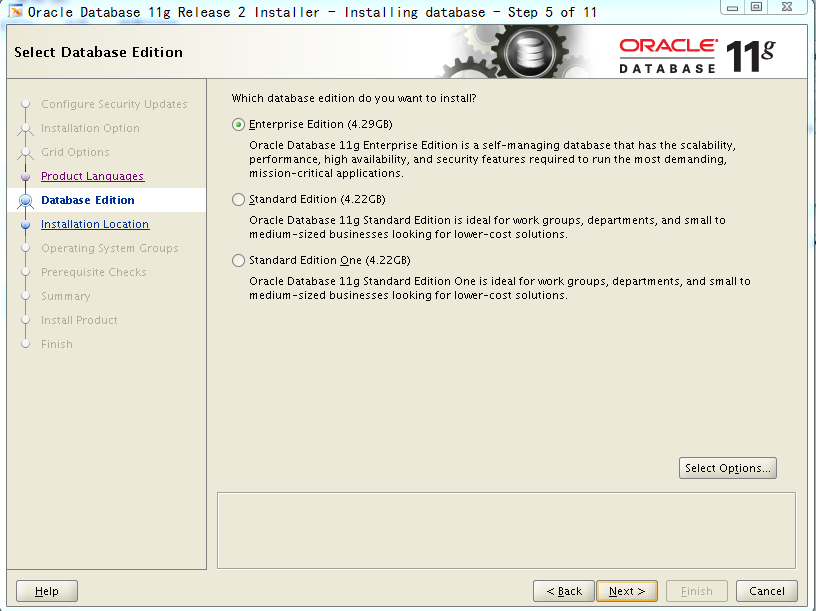 Oracle Database 11g Release 2 Installer - Installing database - Step 5 of 11
Select Database Edition
ORACLE
DATABASE
11g
Configure Security Updates
Installation Option
Grid Options
Product Languages
Database Edition
Installation Location
Operating System Groups
Prerequisite Checks
Summary
Install Product
Finish
Which database edition do you want to install?
Enterprise Edition (4.29GB)
Oracle Database 11g Enterprise Edition is a self-managing database that has the scalability,
performance, high availability, and security features required to run the most demanding,
mission-critical applications.
Standard Edition (4.22GB)
Oracle Database 11g Standard Edition is ideal for work groups, departments, and small to
medium-sized businesses looking for lower-cost solutions.
Standard Edition One (4.22GB)
Oracle Database 11g Standard Edition One is ideal for work groups, departments, and small to
medium-sized businesses looking for lower-cost solutions.
Select Options...
Help
< Back
Next >
Finish
Cancel